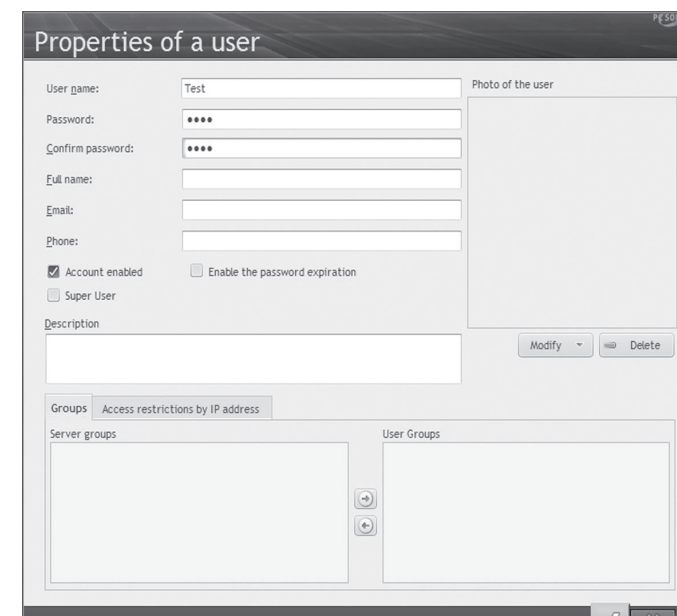 Properties of a user
User name:
Test
Photo of the user
Password:
••••
Confirm password:
••••
Full name:
Email:
Phone:
Account enabled
Enable the password expiration
Super User
Description
Modify
Delete
Groups
Access restrictions by IP address
Server groups
User Groups